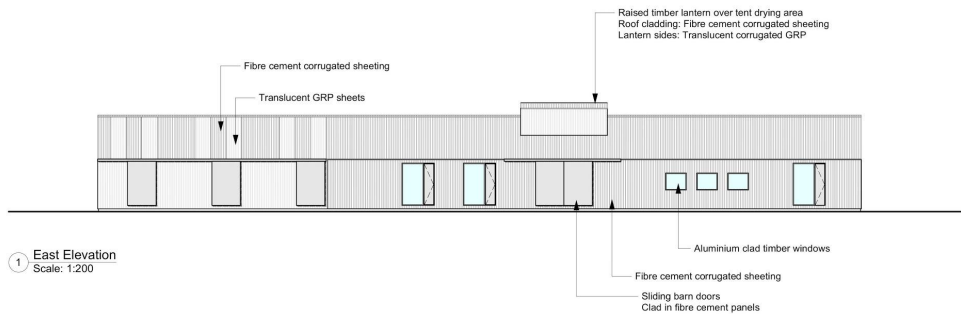 Raised timber lantern over tent drying area
Roof cladding: Fibre cement corrugated sheeting
Lantern sides: Translucent corrugated GRP
Fibre cement corrugated sheeting
Translucent GRP sheets
Aluminium clad timber windows
1
East Elevation
Scale: 1:200
Fibre cement corrugated sheeting
Sliding barn doors
Clad in fibre cement panels